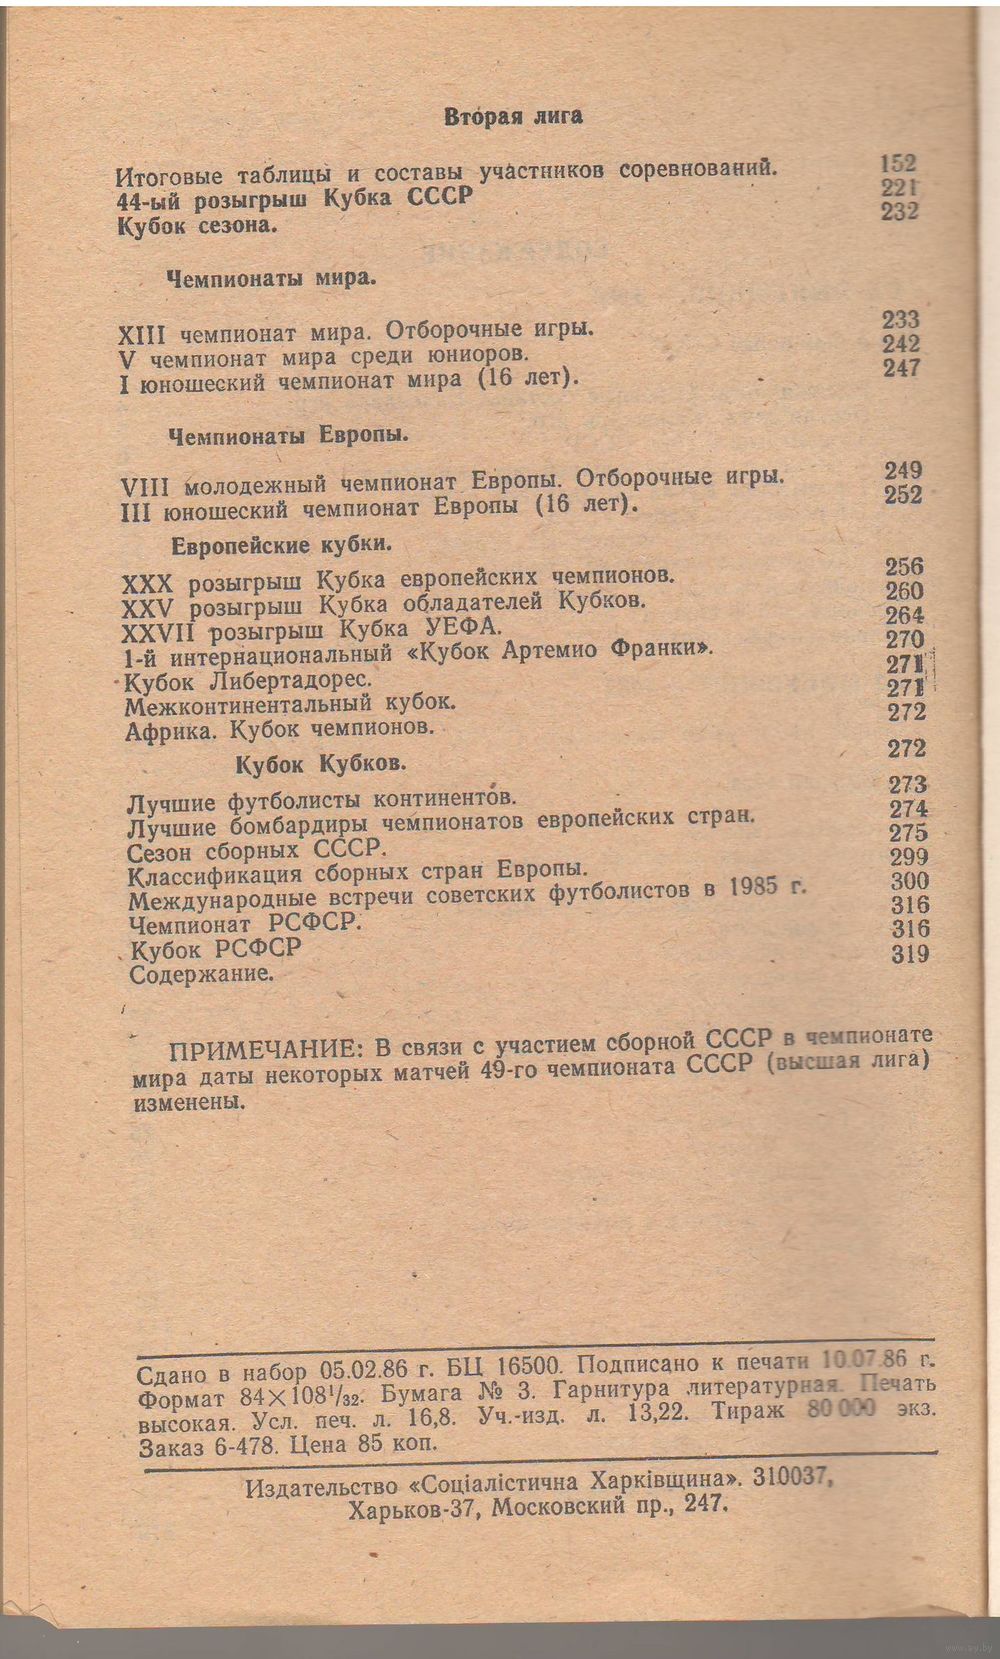 Вторая лига
Итоговые таблицы и составы участников соревнований. 152
44-ый розыгрыш Кубка СССР 221
Кубок сезона. 232
Чемпионаты мира.
XIII чемпионат мира. Отборочные игры. 233
V чемпионат мира среди юниоров. 242
I юношеский чемпионат мира (16 лет). 247
Чемпионаты Европы.
VIII молодежный чемпионат Европы. Отборочные игры. 249
III юношеский чемпионат Европы (16 лет). 252
Европейские кубки.
XXX розыгрыш Кубка европейских чемпионов. 256
XXV розыгрыш Кубка обладателей Кубков. 260
XXVII розыгрыш Кубка УЕФА. 264
1-й интернациональный «Кубок Артемио Франки». 270
Кубок Либертадорес. 271
Межконтинентальный кубок. 271
Африка. Кубок чемпионов. 272
Кубок Кубков. 272
Лучшие футболисты континентов. 273
Лучшие бомбардиры чемпионатов европейских стран. 274
Сезон сборных СССР. 275
Классификация сборных стран Европы. 299
Международные встречи советских футболистов в 1985 г. 300
Чемпионат РСФСР. 316
Кубок РСФСР 316
Содержание. 319
ПРИМЕЧАНИЕ: В связи с участием сборной СССР в чемпионате
мира даты некоторых матчей 49-го чемпионата СССР (высшая лига)
изменены.
Сдано в набор 05.02.86 г. БЦ 16500. Подписано к печати 10.07.86 г.
Формат 84×108¹/₃₂. Бумага № 3. Гарнитура литературная. Печать
высокая. Усл. печ. л. 16,8. Уч.-изд. л. 13,22. Тираж 80 000 экз.
Заказ 6-478. Цена 85 коп.
Издательство «Соціалістична Харківщина». 310037,
Харьков-37, Московский пр., 247.
www.ay.by